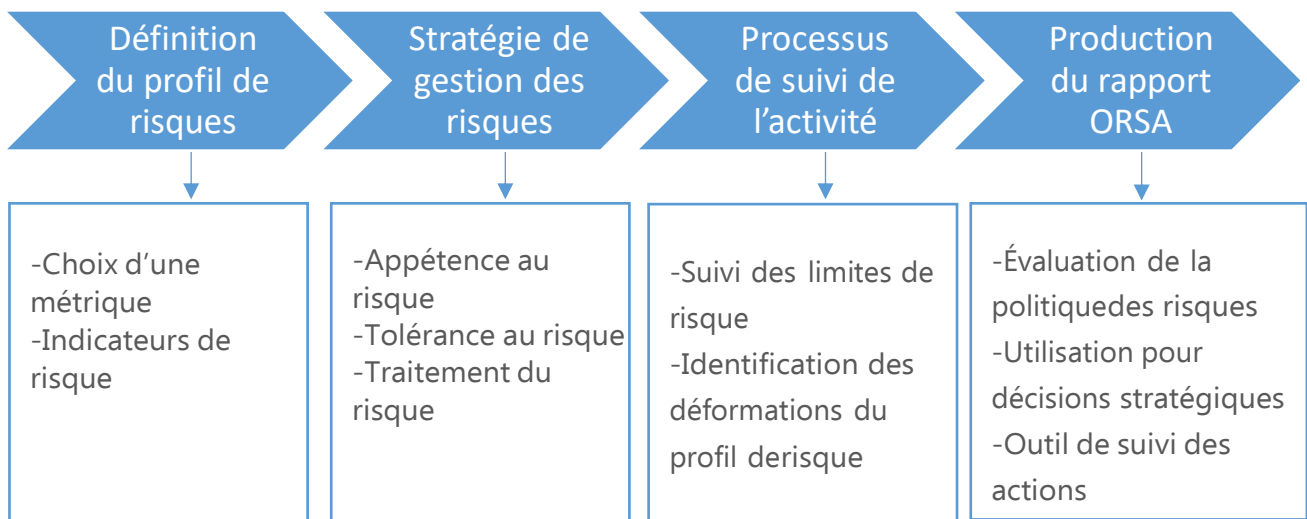 Définition
du profil de
risques
Stratégie de
gestion des
risques
Processus
de suivi de
l’activité
Production
du rapport
ORSA
-Choix d’une
métrique
-Indicateurs de
risque
-Appétence au
risque
-Tolérance au risque
-Traitement du
risque
-Suivi des limites de
risque
-Identification des
déformations du
profil derisque
-Évaluation de la
politiquedes risques
-Utilisation pour
décisions stratégiques
-Outil de suivi des
actions